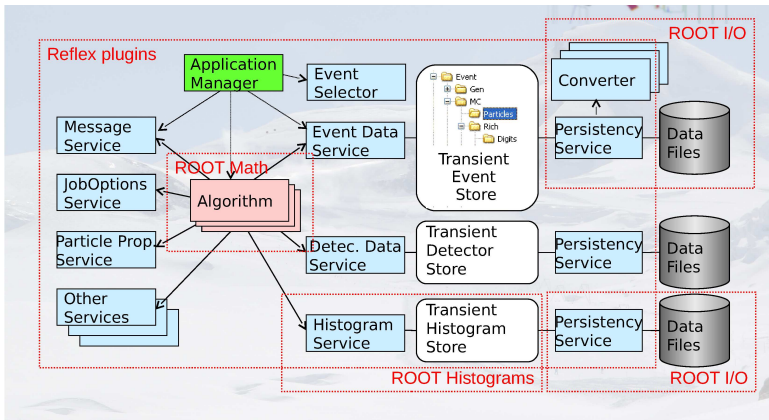 ROOT I/O
Reflex plugins
Application
Manager
Event
Selector
Event
Gen
MC
Particles
Rich
Digits
Converter
Message
Service
Event Data
Service
Transient
Event
Store
Persistency
Service
Data
Files
ROOT Math
JobOptions
Service
Algorithm
Particle Prop.
Service
Detec. Data
Service
Transient
Detector
Store
Persistency
Service
Data
Files
Other
Services
Histogram
Service
Transient
Histogram
Store
Persistency
Service
Data
Files
ROOT Histograms
ROOT I/O